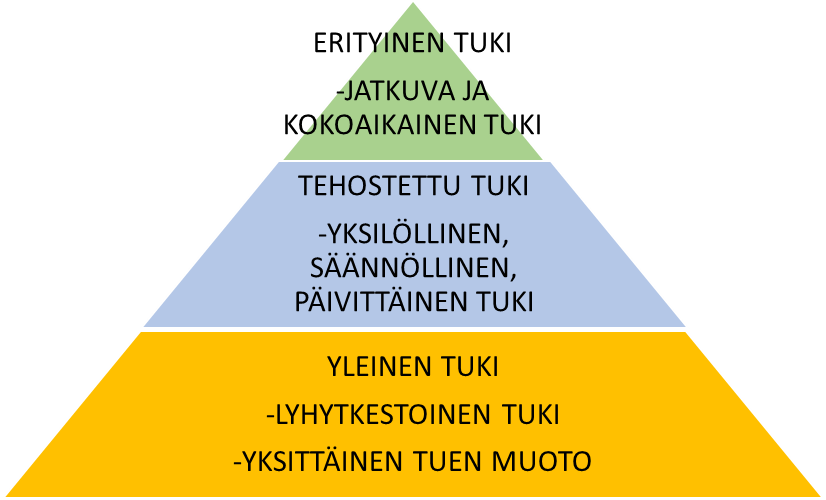 ERITYINEN TUKI
-JATKUVA JA
KOKOAIKAINEN TUKI
TEHOSTETTU TUKI
-YKSILÖLLINEN,
SÄÄNNÖLLINEN,
PÄIVITTÄINEN TUKI
YLEINEN TUKI
-LYHYTKESTOINEN TUKI
-YKSITTÄINEN TUEN MUOTO